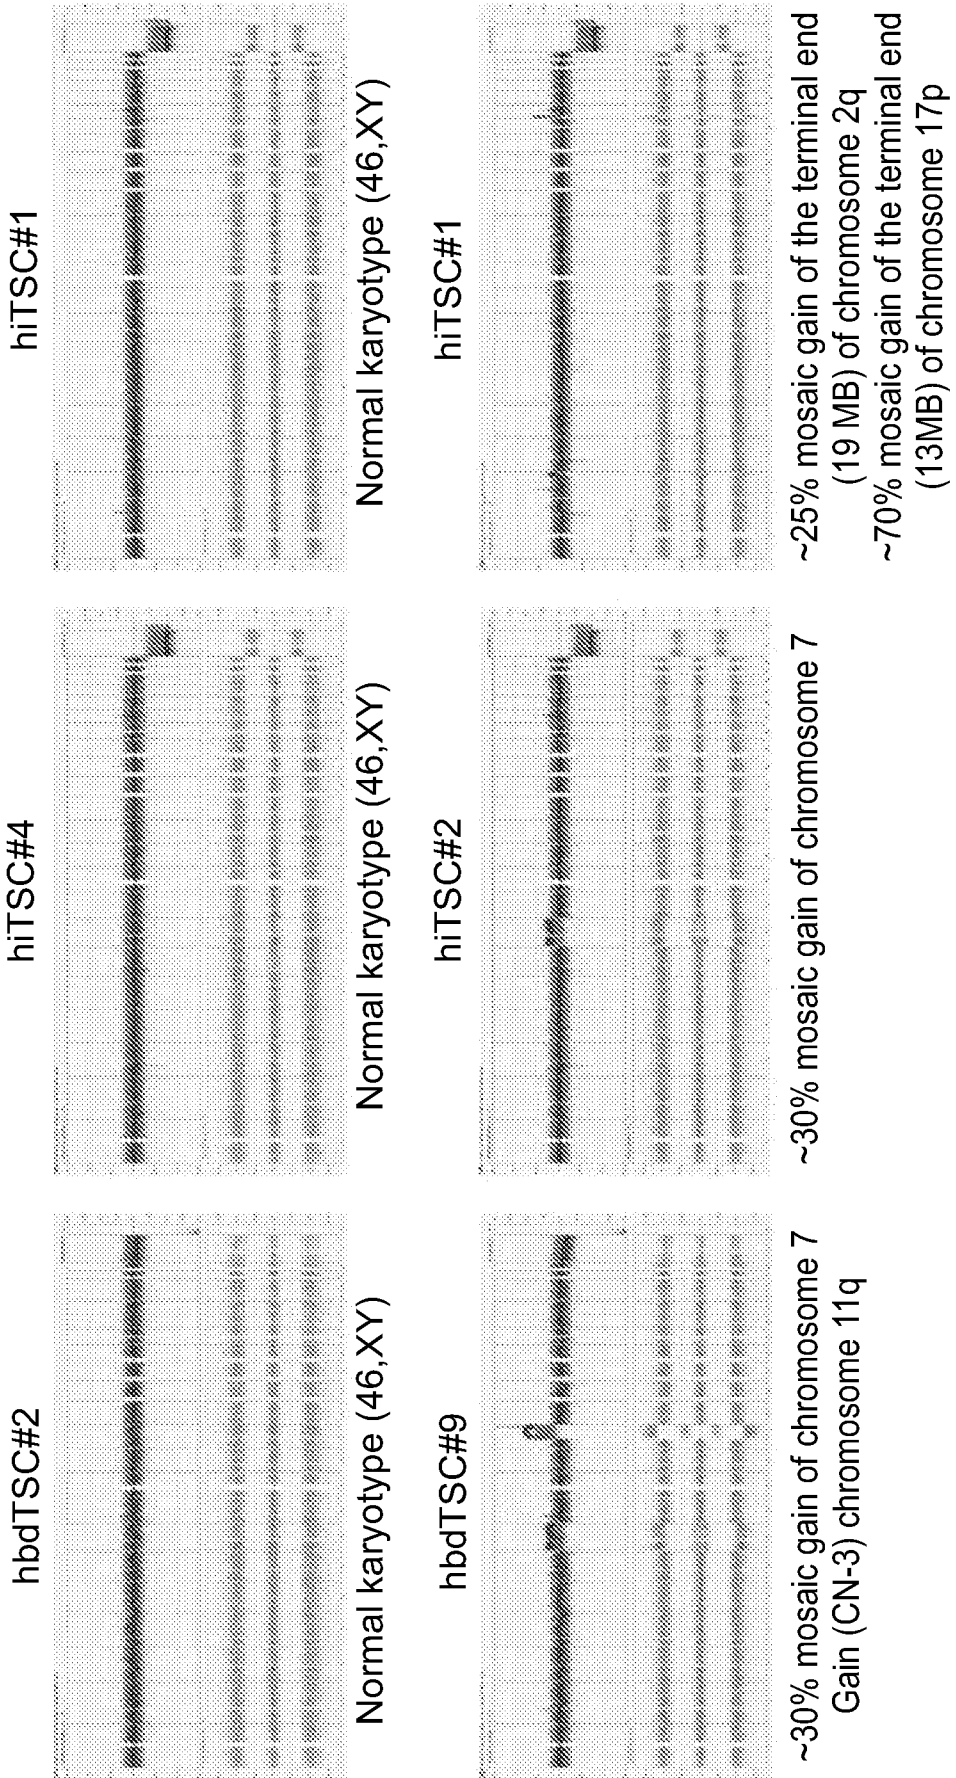 hbdTSC#2
Normal karyotype (46,XY)
hiTSC#4
Normal karyotype (46,XY)
hiTSC#1
Normal karyotype (46,XY)
hbdTSC#9
~30% mosaic gain of chromosome 7
Gain (CN-3) chromosome 11q
hiTSC#2
~30% mosaic gain of chromosome 7
hiTSC#1
~25% mosaic gain of the terminal end
(19 MB) of chromosome 2q
~70% mosaic gain of the terminal end
(13MB) of chromosome 17p